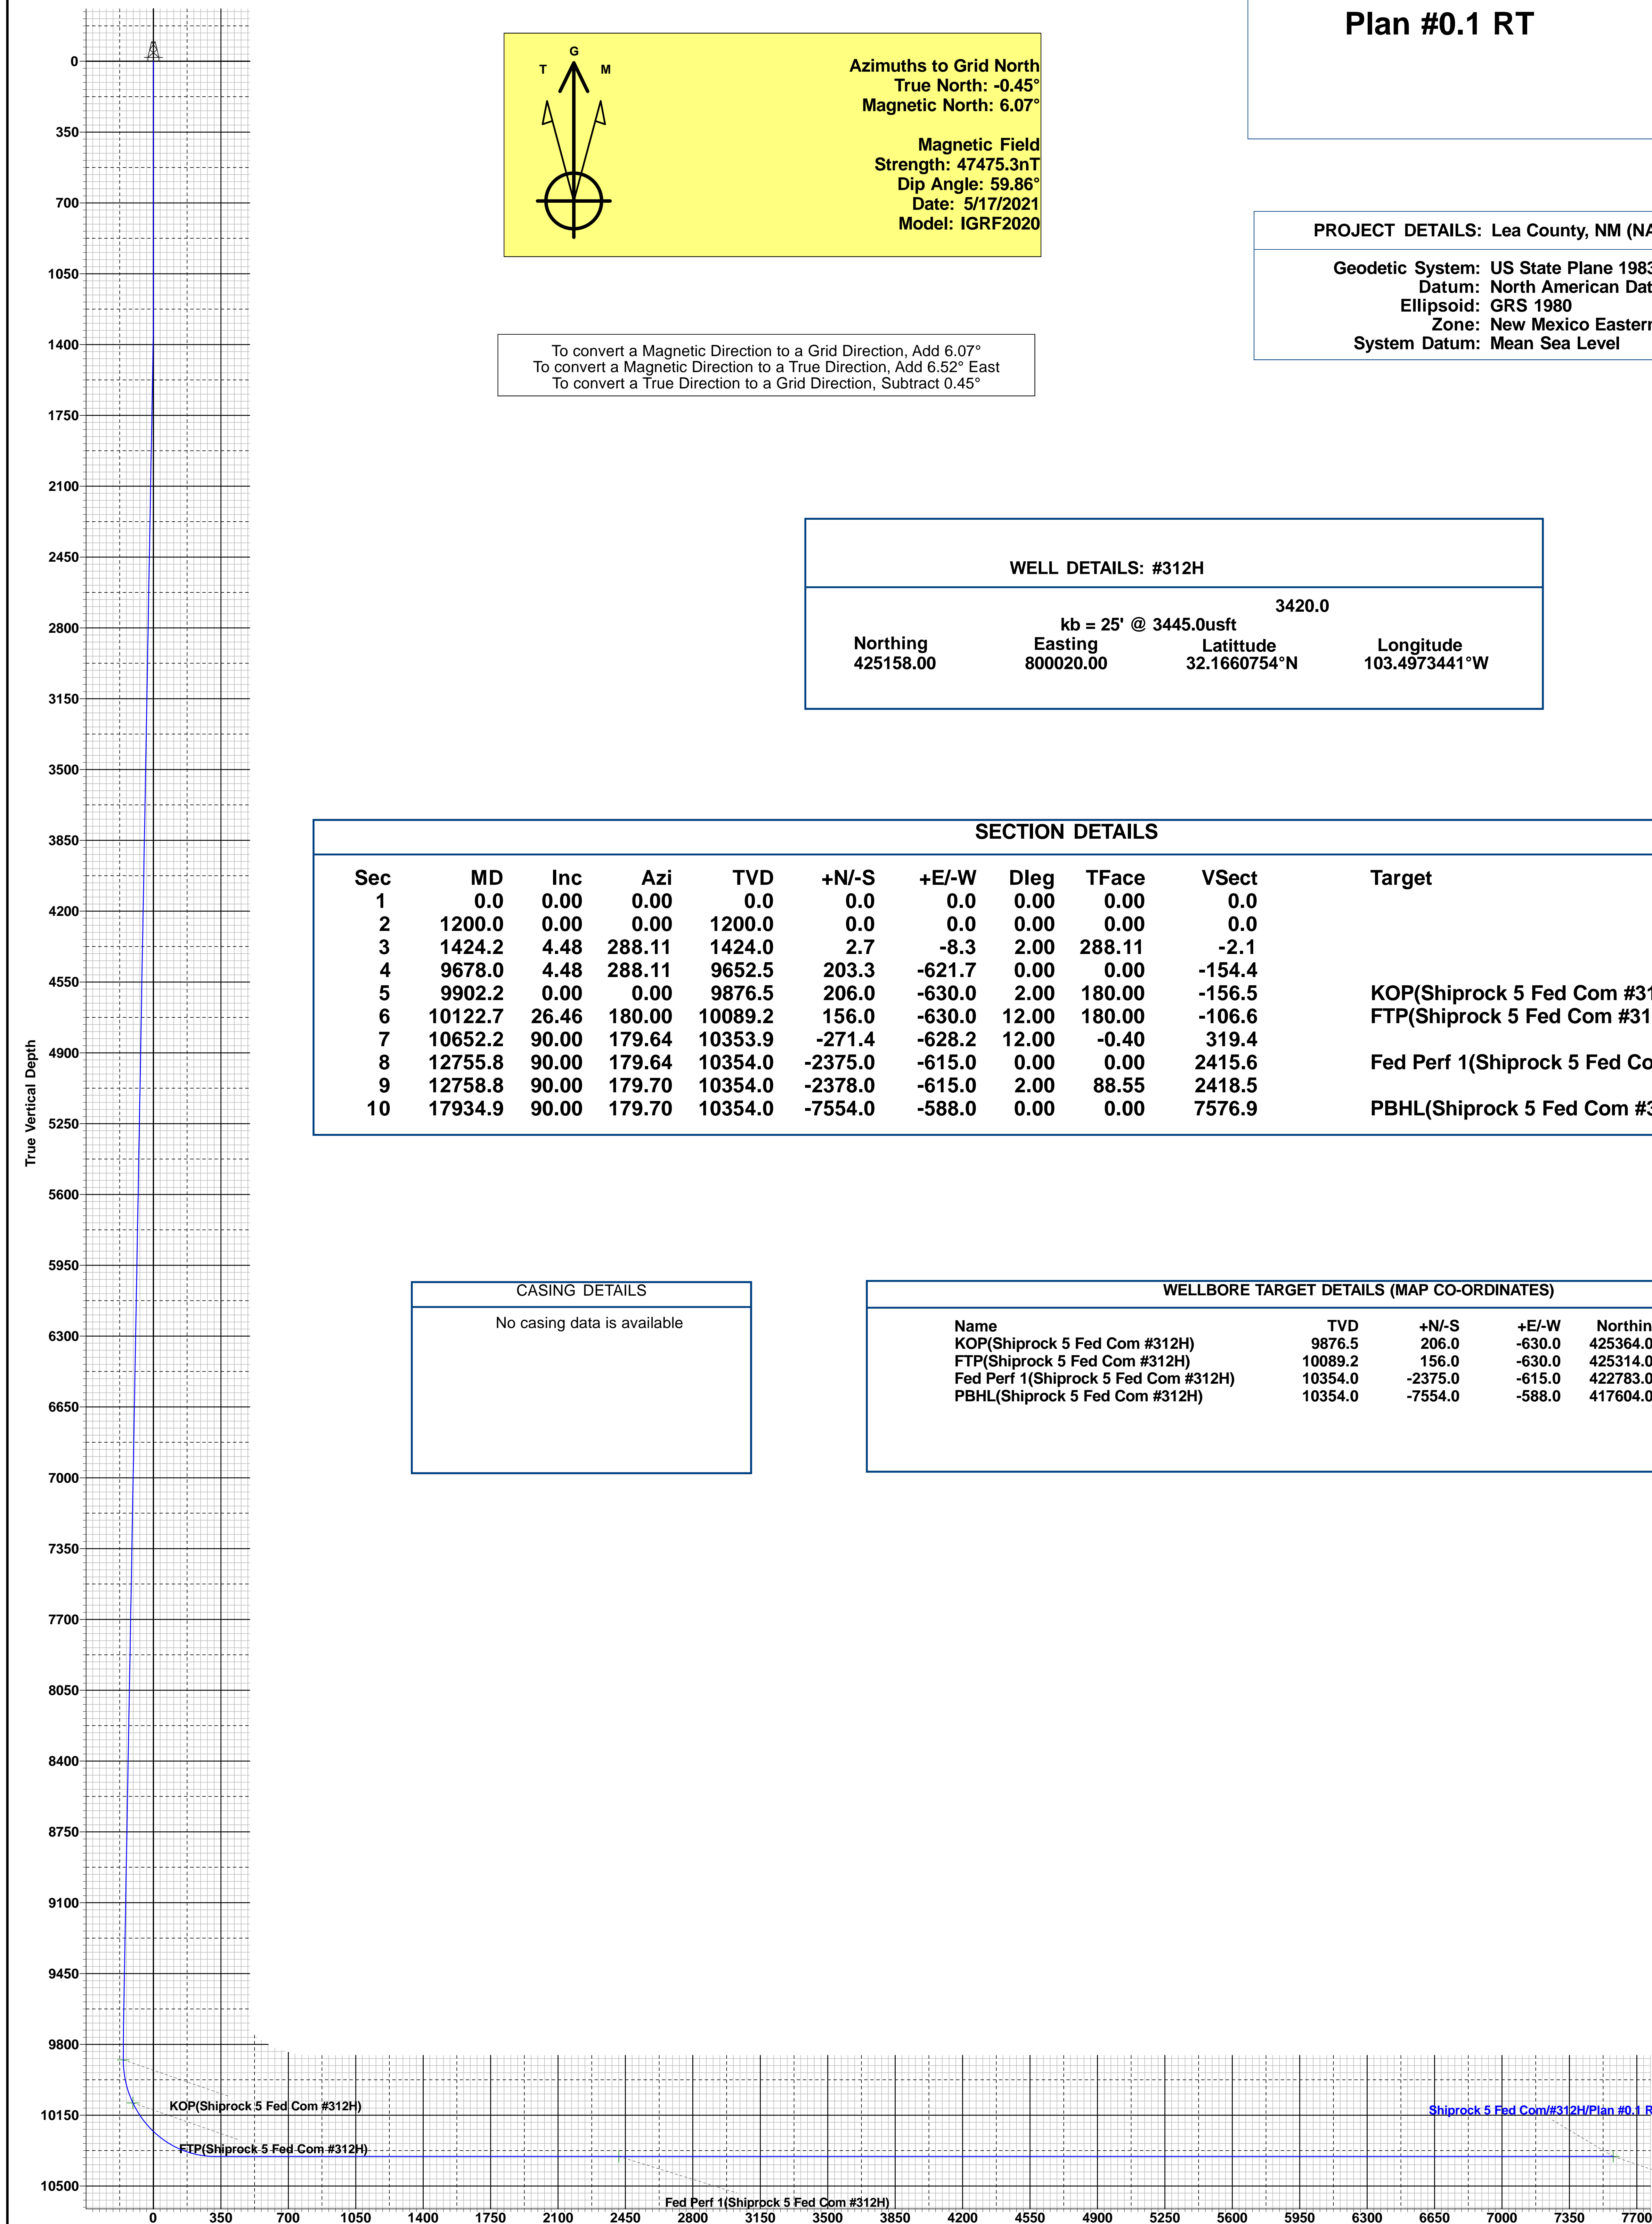 Plan #0.1 RT
G
T M
Azimuths to Grid North
True North: -0.45°
Magnetic North: 6.07°
Magnetic Field
Strength: 47475.3nT
Dip Angle: 59.86°
Date: 5/17/2021
Model: IGRF2020
PROJECT DETAILS: Lea County, NM (NA
Geodetic System: US State Plane 1983
Datum: North American Dat
Ellipsoid: GRS 1980
Zone: New Mexico Eastern
System Datum: Mean Sea Level
To convert a Magnetic Direction to a Grid Direction, Add 6.07°
To convert a Magnetic Direction to a True Direction, Add 6.52° East
To convert a True Direction to a Grid Direction, Subtract 0.45°
WELL DETAILS: #312H
3420.0
kb = 25' @ 3445.0usft
Northing Easting Latittude Longitude
425158.00 800020.00 32.1660754°N 103.4973441°W
SECTION DETAILS
Sec MD Inc Azi TVD +N/-S +E/-W Dleg TFace VSect Target
1 0.0 0.00 0.00 0.0 0.0 0.0 0.00 0.00 0.0
2 1200.0 0.00 0.00 1200.0 0.0 0.0 0.00 0.00 0.0
3 1424.2 4.48 288.11 1424.0 2.7 -8.3 2.00 288.11 -2.1
4 9678.0 4.48 288.11 9652.5 203.3 -621.7 0.00 0.00 -154.4
5 9902.2 0.00 0.00 9876.5 206.0 -630.0 2.00 180.00 -156.5 KOP(Shiprock 5 Fed Com #31
6 10122.7 26.46 180.00 10089.2 156.0 -630.0 12.00 180.00 -106.6 FTP(Shiprock 5 Fed Com #31
7 10652.2 90.00 179.64 10353.9 -271.4 -628.2 12.00 -0.40 319.4
8 12755.8 90.00 179.64 10354.0 -2375.0 -615.0 0.00 0.00 2415.6 Fed Perf 1(Shiprock 5 Fed Co
9 12758.8 90.00 179.70 10354.0 -2378.0 -615.0 2.00 88.55 2418.5
10 17934.9 90.00 179.70 10354.0 -7554.0 -588.0 0.00 0.00 7576.9 PBHL(Shiprock 5 Fed Com #3
CASING DETAILS
No casing data is available
WELLBORE TARGET DETAILS (MAP CO-ORDINATES)
Name TVD +N/-S +E/-W Northin
KOP(Shiprock 5 Fed Com #312H) 9876.5 206.0 -630.0 425364.0
FTP(Shiprock 5 Fed Com #312H) 10089.2 156.0 -630.0 425314.0
Fed Perf 1(Shiprock 5 Fed Com #312H) 10354.0 -2375.0 -615.0 422783.0
PBHL(Shiprock 5 Fed Com #312H) 10354.0 -7554.0 -588.0 417604.0
True Vertical Depth
0
350
700
1050
1400
1750
2100
2450
2800
3150
3500
3850
4200
4550
4900
5250
5600
5950
6300
6650
7000
7350
7700
8050
8400
8750
9100
9450
9800
10150
10500
KOP(Shiprock 5 Fed Com #312H)
Shiprock 5 Fed Com/#312H/Plan #0.1 R
FTP(Shiprock 5 Fed Com #312H)
Fed Perf 1(Shiprock 5 Fed Com #312H)
0 350 700 1050 1400 1750 2100 2450 2800 3150 3500 3850 4200 4550 4900 5250 5600 5950 6300 6650 7000 7350 7700